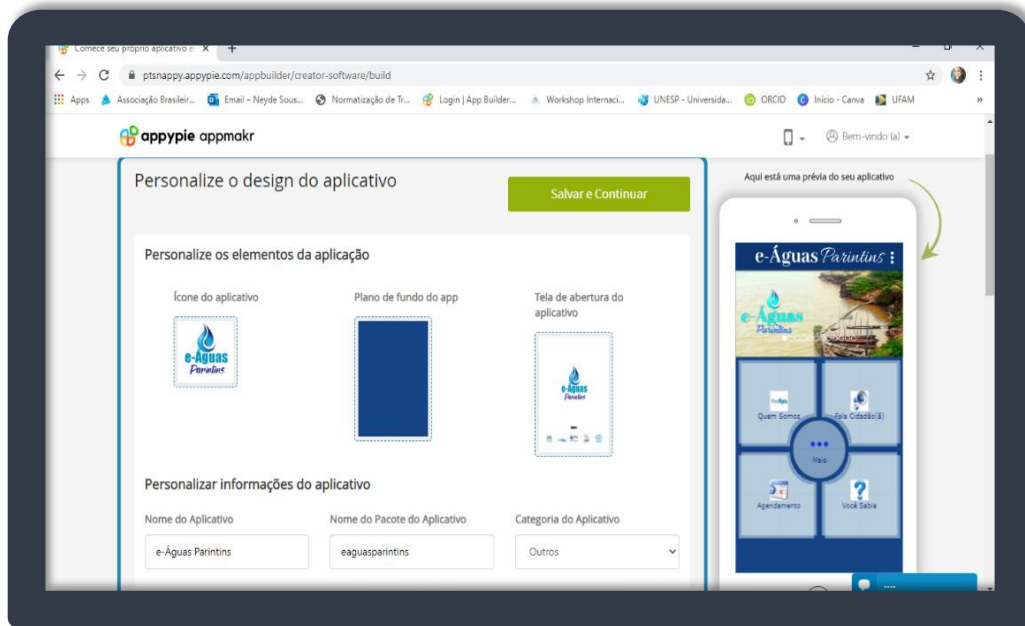 Comece seu próprio aplicativo e
ptsnappy.appypie.com/appbuilder/creator-software/build
Apps Associação Brasileir... Email – Neyde Sous... Normatização de Tr... Login | App Builder... Workshop Internaci... UNESP - Universida... ORCID Início - Canva UFAM »
appypie appmakr
Bem-vindo (a)
Personalize o design do aplicativo
Salvar e Continuar
Aqui está uma prévia do seu aplicativo
Personalize os elementos da aplicação
Ícone do aplicativo
Plano de fundo do app
Tela de abertura do
aplicativo
e-Águas
Parintins
e-Águas
Parintins
e-Águas Parintins
e-Águas
Parintins
Quem Somos
Fala Cidadão(ã)
Mais
Agendamento
Você Sabia
Personalizar informações do aplicativo
Nome do Aplicativo
Nome do Pacote do Aplicativo
Categoria do Aplicativo
e-Águas Parintins
eaguasparintins
Outros